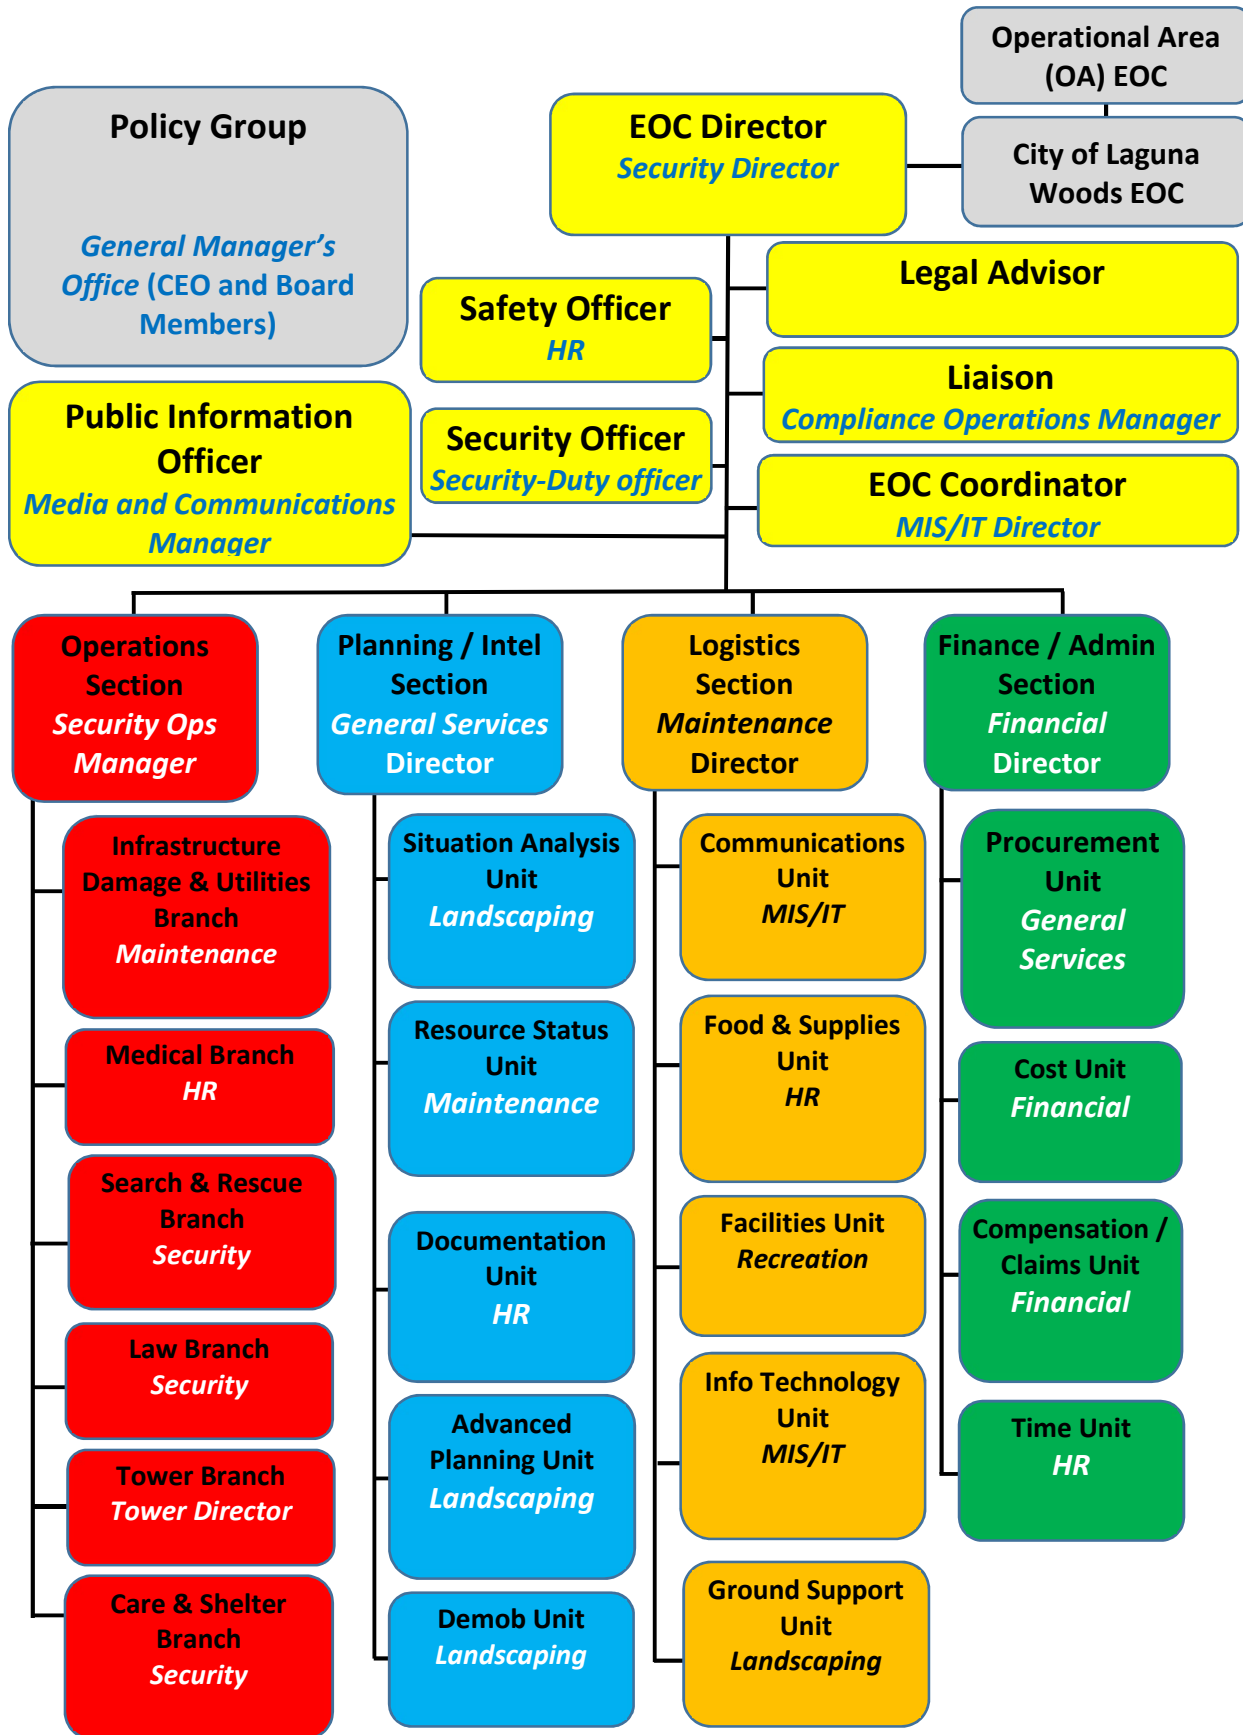 Operational Area
(OA) EOC
Policy Group
General Manager’s
Office (CEO and Board
Members)
EOC Director
Security Director
City of Laguna
Woods EOC
Legal Advisor
Safety Officer
HR
Liaison
Compliance Operations Manager
Public Information
Officer
Media and Communications
Manager
Security Officer
Security-Duty officer
EOC Coordinator
MIS/IT Director
Operations
Section
Security Ops
Manager
Planning / Intel
Section
General Services
Director
Logistics
Section
Maintenance
Director
Finance / Admin
Section
Financial
Director
Infrastructure
Damage & Utilities
Branch
Maintenance
Medical Branch
HR
Search & Rescue
Branch
Security
Law Branch
Security
Tower Branch
Tower Director
Care & Shelter
Branch
Security
Situation Analysis
Unit
Landscaping
Resource Status
Unit
Maintenance
Documentation
Unit
HR
Advanced
Planning Unit
Landscaping
Demob Unit
Landscaping
Communications
Unit
MIS/IT
Food & Supplies
Unit
HR
Facilities Unit
Recreation
Info Technology
Unit
MIS/IT
Ground Support
Unit
Landscaping
Procurement
Unit
General
Services
Cost Unit
Financial
Compensation /
Claims Unit
Financial
Time Unit
HR